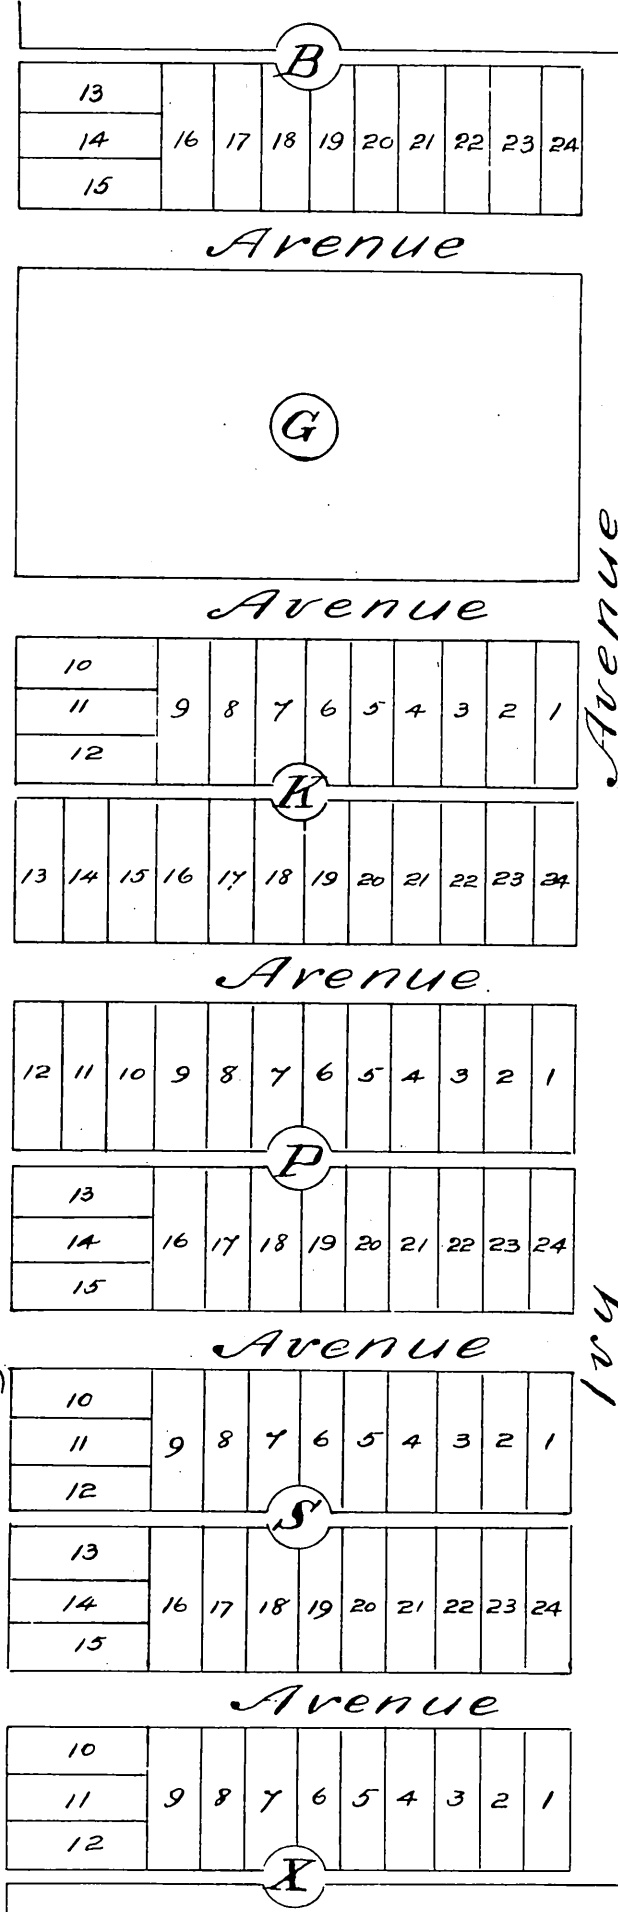 B
13
14
15
16 17 18 19 20 21 22 23 24
Avenue
G
Avenue
10
11
12
9 8 7 6 5 4 3 2 1
K
13 14 15 16 17 18 19 20 21 22 23 24
Avenue
12 11 10 9 8 7 6 5 4 3 2 1
P
13
14
15
16 17 18 19 20 21 22 23 24
Avenue
10
11
12
9 8 7 6 5 4 3 2 1
S
13
14
15
16 17 18 19 20 21 22 23 24
Avenue
10
11
12
9 8 7 6 5 4 3 2 1
X
Ivy Avenue